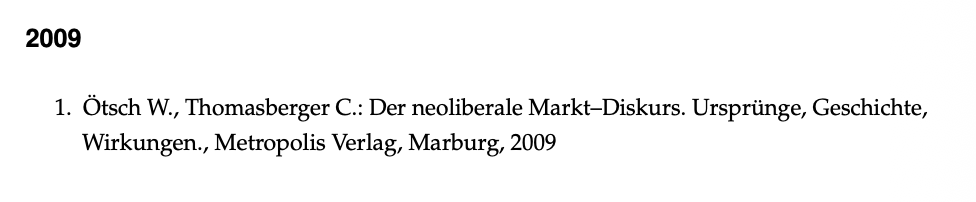 2009
1. Ötsch W., Thomasberger C.: Der neoliberale Markt–Diskurs. Ursprünge, Geschichte,
Wirkungen., Metropolis Verlag, Marburg, 2009